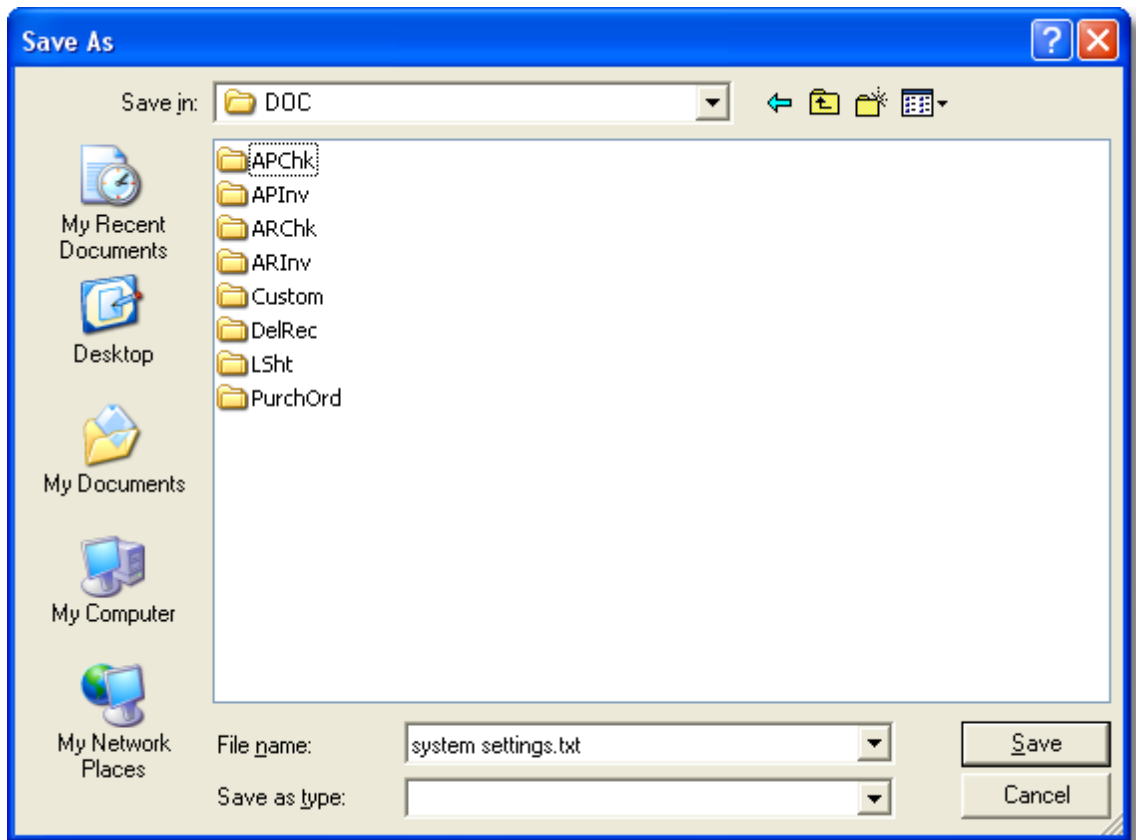 Save As
Save in: DOC
My Recent
Documents
Desktop
My Documents
My Computer
My Network
Places
APChk
APInv
ARChk
ARInv
Custom
DelRec
LSht
PurchOrd
File name: system settings.txt Save
Save as type: Cancel